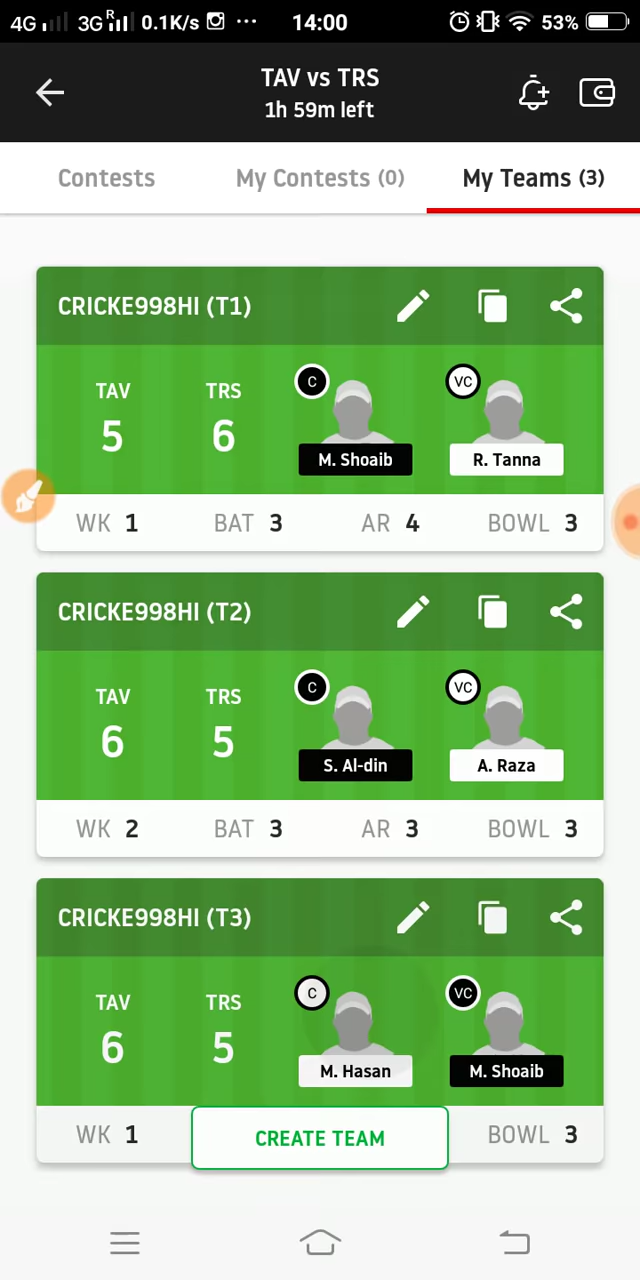 4G 3G R 0.1K/s ... 14:00 53%
TAV vs TRS
1h 59m left
Contests My Contests (0) My Teams (3)
CRICKE998HI (T1)
TAV TRS C VC
5 6
M. Shoaib R. Tanna
WK 1 BAT 3 AR 4 BOWL 3
CRICKE998HI (T2)
TAV TRS C VC
6 5
S. Al-din A. Raza
WK 2 BAT 3 AR 3 BOWL 3
CRICKE998HI (T3)
TAV TRS C VC
6 5
M. Hasan M. Shoaib
WK 1 CREATE TEAM BOWL 3